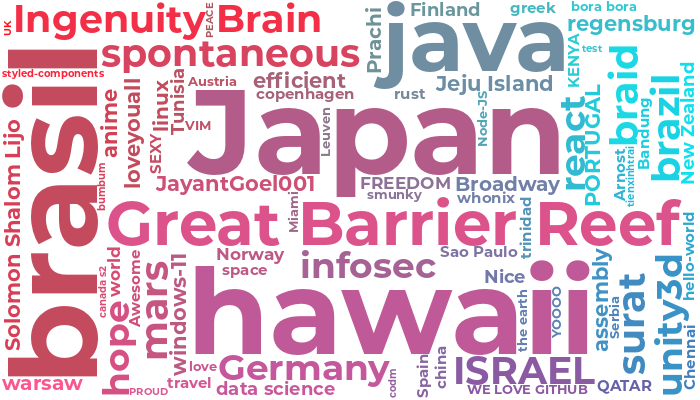 UK
Ingenuity
PEACE
Brain
Prachi
Finland
greek
bora bora
regensburg
spontaneous
java
KENYA
test
styled-components
Austria
efficient
Jeju Island
copenhagen
rust
brasil
Solomon
Shalom
Lijo
anime
loveyouall
linux
SEXY
Tunisia
VIM
Japan
Leuven
Node-JS
react
PORTUGAL
braid
Bandung
brazil
New Zealand
Arnost
bumbum
JayantGoel001
FREEDOM
smunky
Broadway
whonix
Miami
trinidad
Great Barrier Reef
Norway
space
infosec
Sao Paulo
Nice
hope
world
canada s2
Awesome
mars
windows-11
hawaii
the earth
YOOOO
assembly
Serbia
surat
unity3d
hello-world
Chennai
warsaw
PROUD
love
travel
Germany
data science
codm
Spain
china
ISRAEL
WE LOVE GITHUB
QATAR